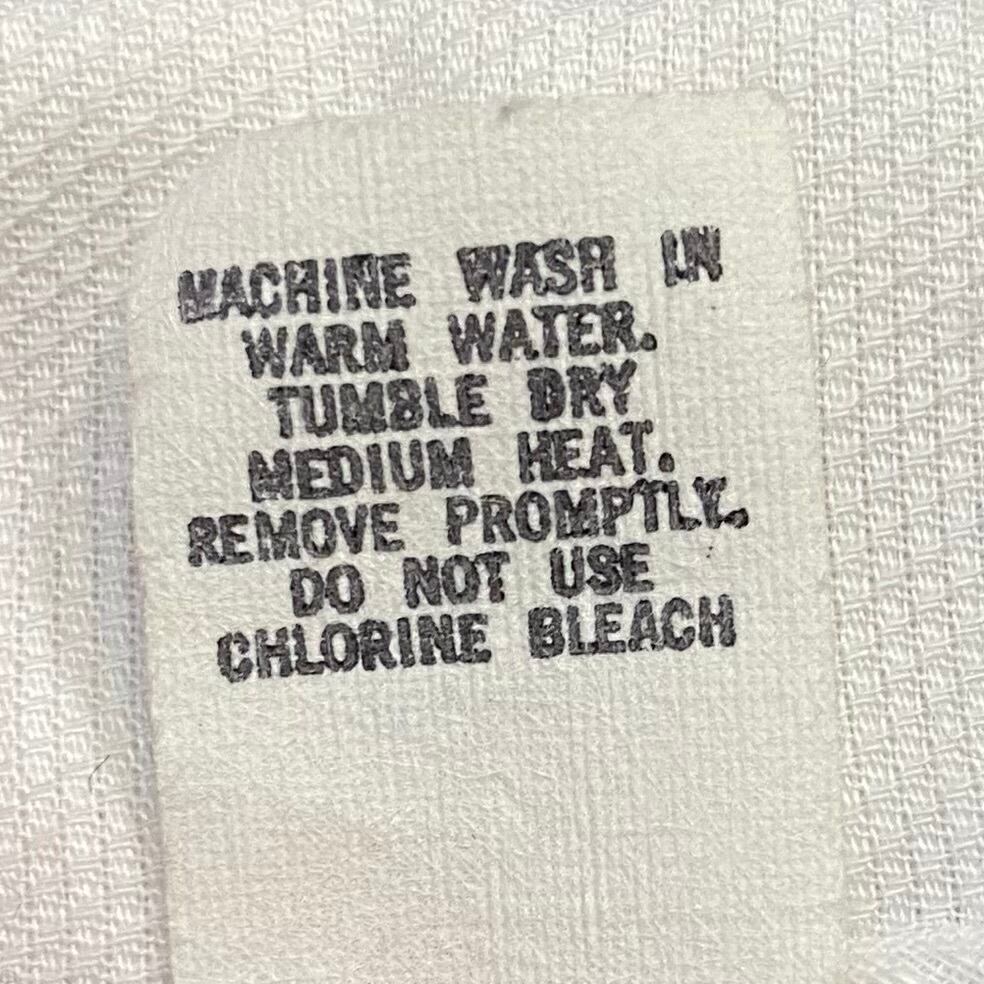 MACHINE WASH IN
WARM WATER.
TUMBLE DRY
MEDIUM HEAT.
REMOVE PROMPTLY.
DO NOT USE
CHLORINE BLEACH